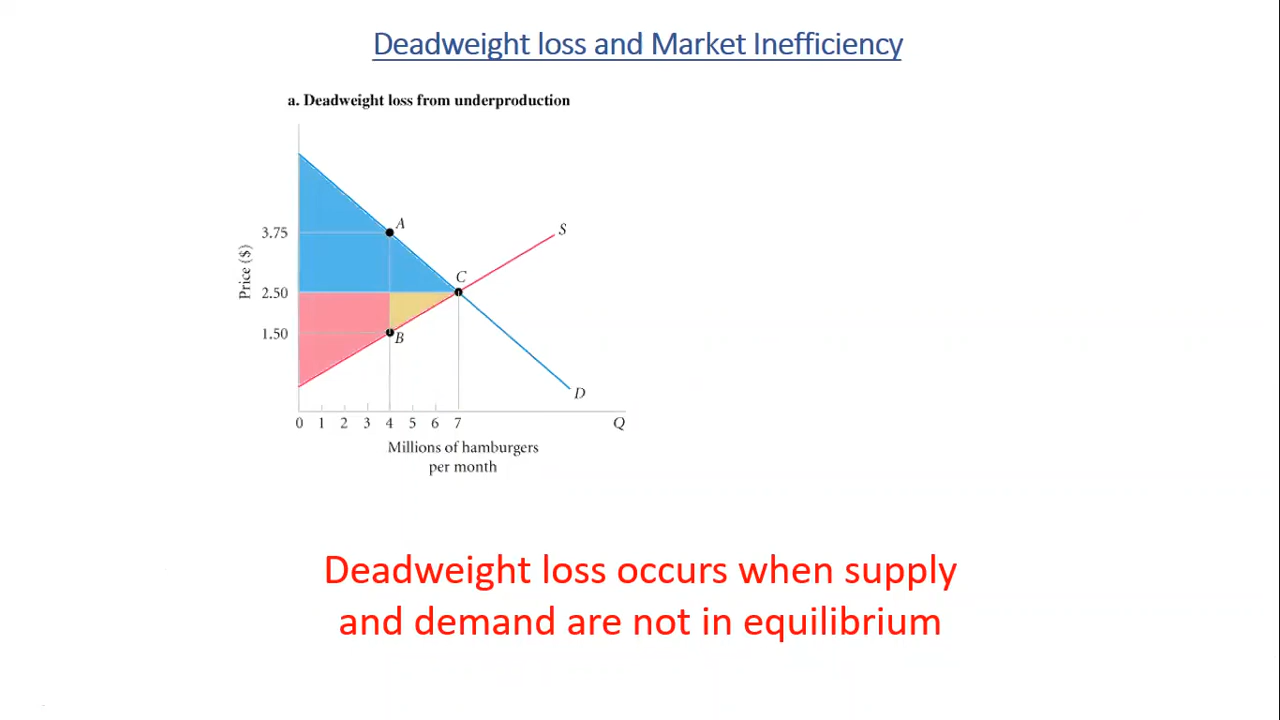 Deadweight loss and Market Inefficiency
a. Deadweight loss from underproduction
Price ($)
3.75
2.50
1.50
A
B
C
S
D
0 1 2 3 4 5 6 7 Q
Millions of hamburgers
per month
Deadweight loss occurs when supply
and demand are not in equilibrium